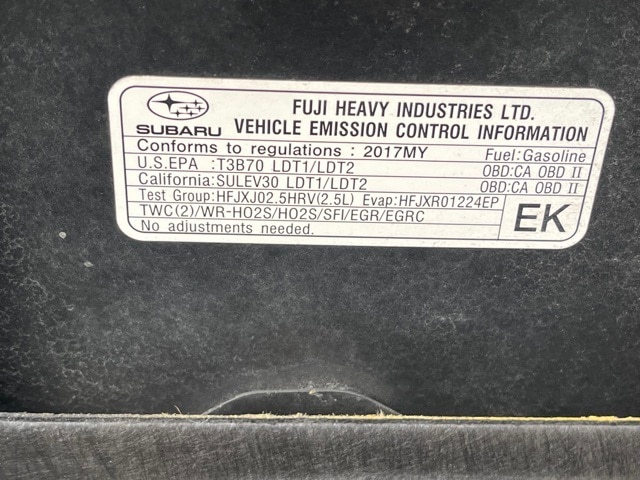 SUBARU
FUJI HEAVY INDUSTRIES LTD.
VEHICLE EMISSION CONTROL INFORMATION
Conforms to regulations : 2017MY Fuel:Gasoline
U.S.EPA :T3B70 LDT1/LDT2 OBD:CA OBD II
California:SULEV30 LDT1/LDT2 OBD:CA OBD II
Test Group:HFJXJ02.5HRV(2.5L) Evap:HFJXR01224EP
TWC(2)/WR-HO2S/HO2S/SFI/EGR/EGRC
No adjustments needed.
EK